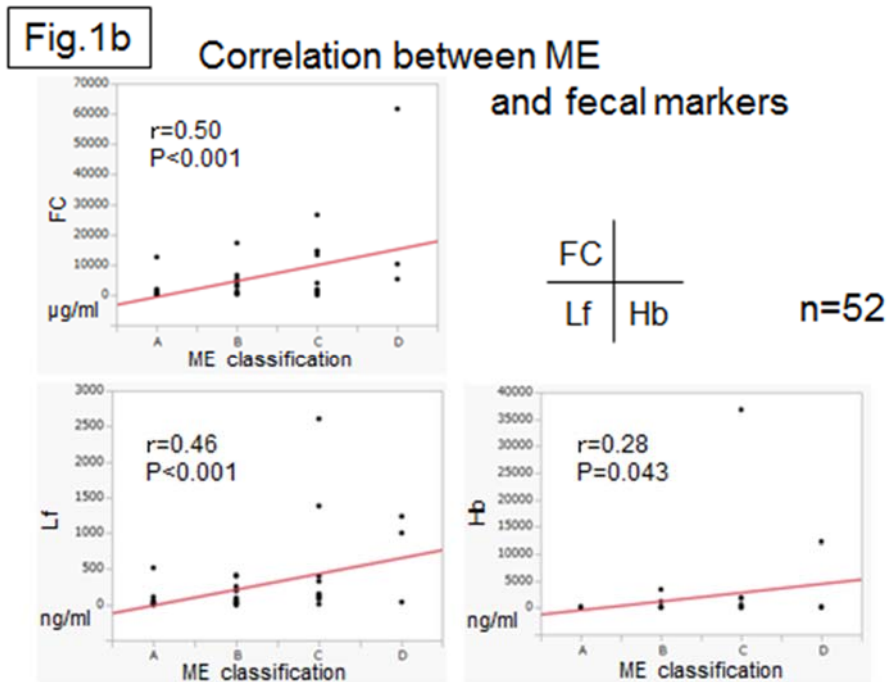 Fig.1b
Correlation between ME
and fecal markers
70000
60000
50000
40000
30000
20000
10000
0
r=0.50
P<0.001
FC
µg/ml
A B C D
ME classification
FC
Lf Hb
n=52
3000
2500
2000
1500
1000
500
0
r=0.46
P<0.001
Lf
ng/ml
A B C D
ME classification
40000
35000
30000
25000
20000
15000
10000
5000
0
r=0.28
P=0.043
Hb
ng/ml
A B C D
ME classification